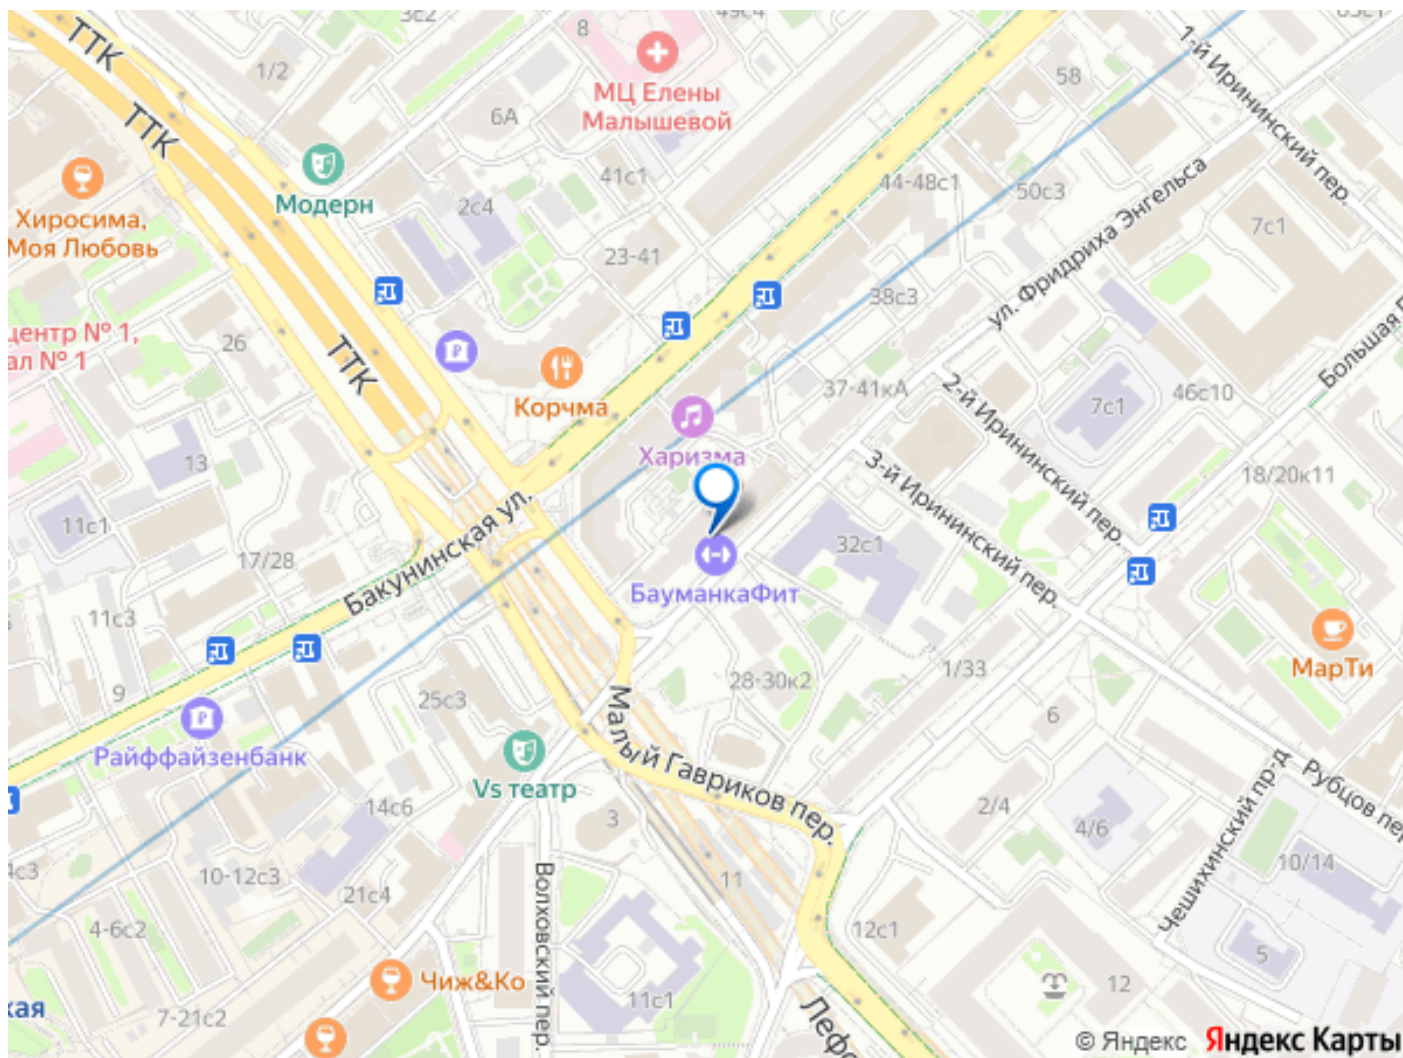 ТТК
3с2
8
49с4
1-й Ирининский пер.
1/2
МЦ Елены
Малышевой
58
ТТК
6А
Модерн
41с1
2с4
44-48с1
50с3
ул. Фридриха Энгельса
Хиросима,
Моя Любовь
23-41
7с1
38с3
центр № 1,
ал № 1
26
ТТК
Корчма
37-41кА
2-й Ирининский пер.
7с1
46с10
Большая
Харизма
3-й Ирининский пер.
13
18/20к11
11с1
Бакунинская ул.
32с1
17/28
БауманкаФит
11с3
9
25с3
28-30к2
1/33
МарТи
Малый Гавриков пер.
6
Райффайзенбанк
Vs театр
14с6
3
2/4
4/6
Чешихинский пр-д
Рубцов пер
4с3
10-12с3
21с4
11
10/14
4-6с2
Волховский пер.
12с1
5
Чиж&Ко
11с1
12
кая
7-21с2
Лефо
© Яндекс Яндекс Карты